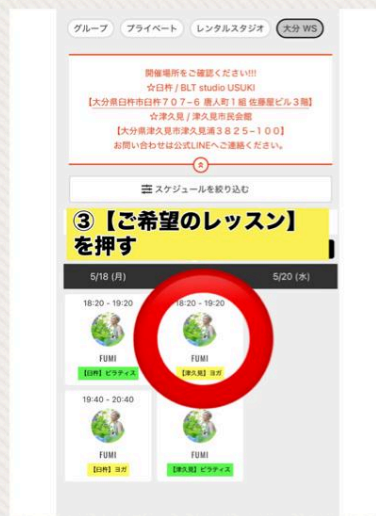 グループ
プライベート
レンタルスタジオ
大分 WS
開催場所をご確認ください!!!
☆臼杵 / BLT studio USUKI
【大分県臼杵市臼杵707−6 唐人町1組 佐藤屋ビル3階】
☆津久見 / 津久見市民会館
【大分県津久見市津久見浦3825−100】
お問い合わせは公式LINEへご連絡ください。
スケジュールを絞り込む
③【ご希望のレッスン】
を押す
5/18 (月)
5/20 (水)
18:20 - 19:20
FUMI
【臼杵】ピラティス
18:20 - 19:20
FUMI
【津久見】ヨガ
19:40 - 20:40
FUMI
【臼杵】ヨガ
FUMI
【津久見】ピラティス